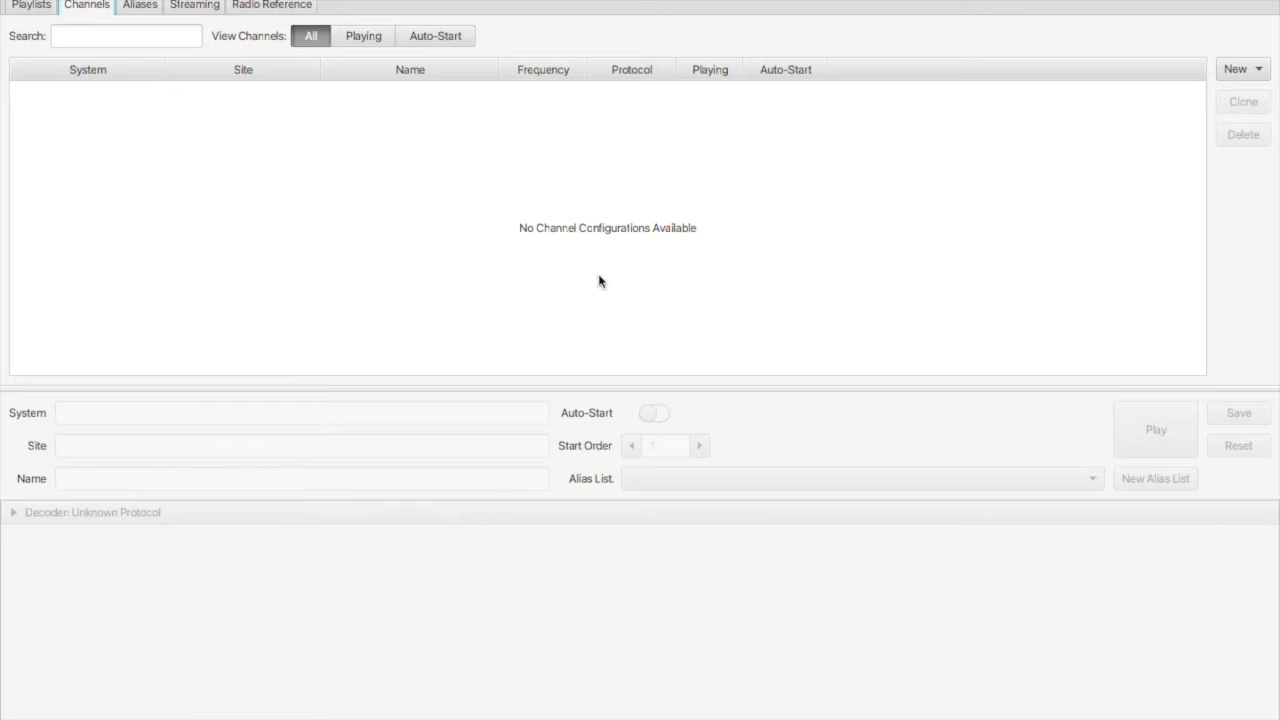 Playlists Channels Aliases Streaming Radio Reference
Search: View Channels: All Playing Auto-Start
System Site Name Frequency Protocol Playing Auto-Start New
Clone
Delete
No Channel Configurations Available
System Auto-Start Play Save
Site Start Order 1 Reset
Name Alias List New Alias List
Decoder: Unknown Protocol